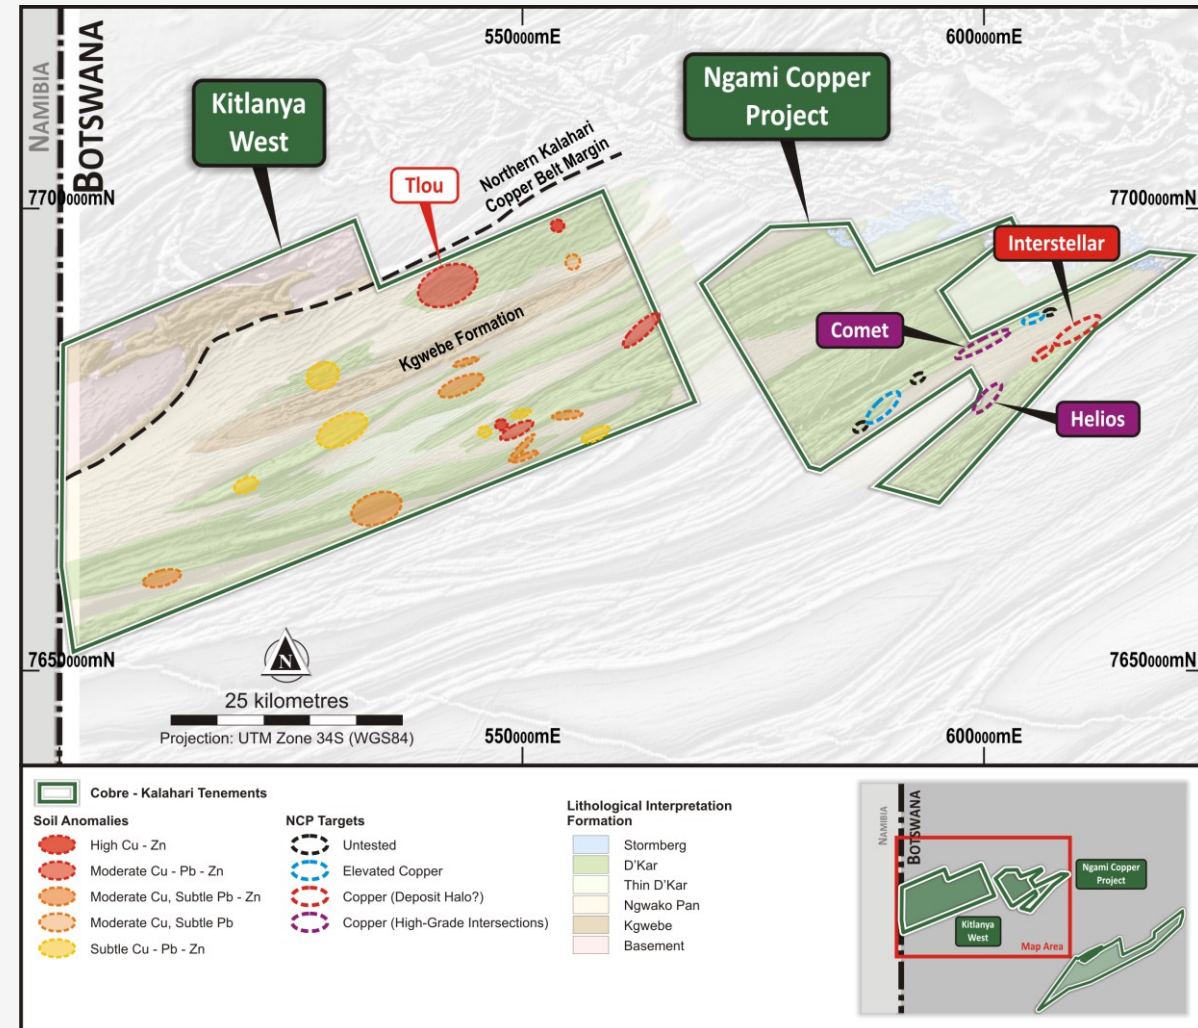 550000mE
600000mE
NAMIBIA
BOTSWANA
Kitlanya
West
Ngami Copper
Project
Northern Kalahari
Copper Belt Margin
Tlou
7700000mN
7700000mN
Interstellar
Comet
Kgwebe Formation
Helios
7650000mN
7650000mN
N
25 kilometres
Projection: UTM Zone 34S (WGS84)
550000mE
600000mE
Cobre - Kalahari Tenements
Soil Anomalies
High Cu - Zn
Moderate Cu - Pb - Zn
Moderate Cu, Subtle Pb - Zn
Moderate Cu, Subtle Pb
Subtle Cu - Pb - Zn
NCP Targets
Untested
Elevated Copper
Copper (Deposit Halo?)
Copper (High-Grade Intersections)
Lithological Interpretation
Formation
Stormberg
D'Kar
Thin D'Kar
Ngwako Pan
Kgwebe
Basement
NAMIBIA
BOTSWANA
Ngami Copper
Project
Kitlanya
West
Map Area